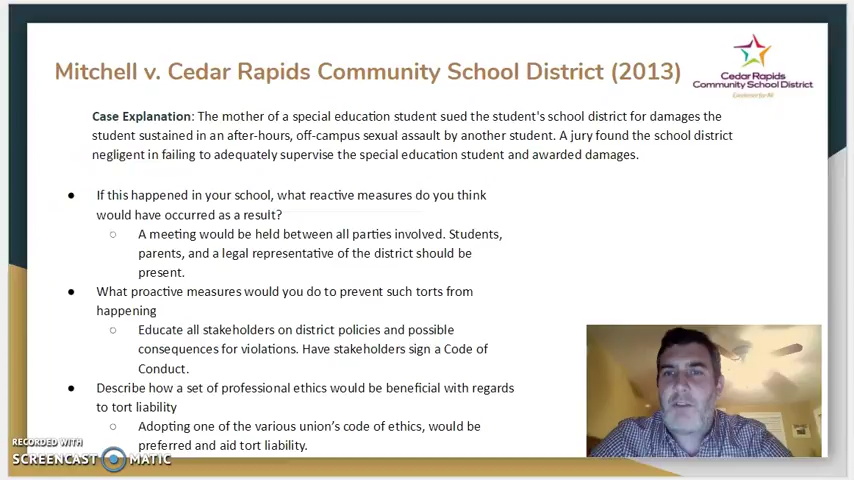 Mitchell v. Cedar Rapids Community School District (2013)
Cedar Rapids
Community School District
Case Explanation: The mother of a special education student sued the student's school district for damages the
student sustained in an after-hours, off-campus sexual assault by another student. A jury found the school district
negligent in failing to adequately supervise the special education student and awarded damages.
● If this happened in your school, what reactive measures do you think
would have occurred as a result?
○ A meeting would be held between all parties involved. Students,
parents, and a legal representative of the district should be
present.
● What proactive measures would you do to prevent such torts from
happening
○ Educate all stakeholders on district policies and possible
consequences for violations. Have stakeholders sign a Code of
Conduct.
● Describe how a set of professional ethics would be beneficial with regards
to tort liability
○ Adopting one of the various union's code of ethics, would be
preferred and aid tort liability.
RECORDED WITH
SCREENCAST MATIC